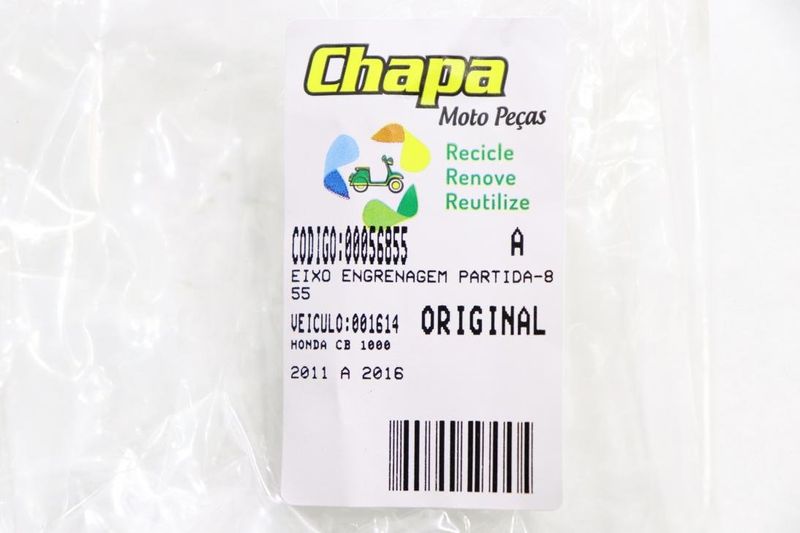 Chapa
Moto Peças
Recicle
Renove
Reutilize
CODIGO:00056855 A
EIXO ENGRENAGEM PARTIDA-8
55
VEICULO:001614 ORIGINAL
HONDA CB 1000
2011 A 2016